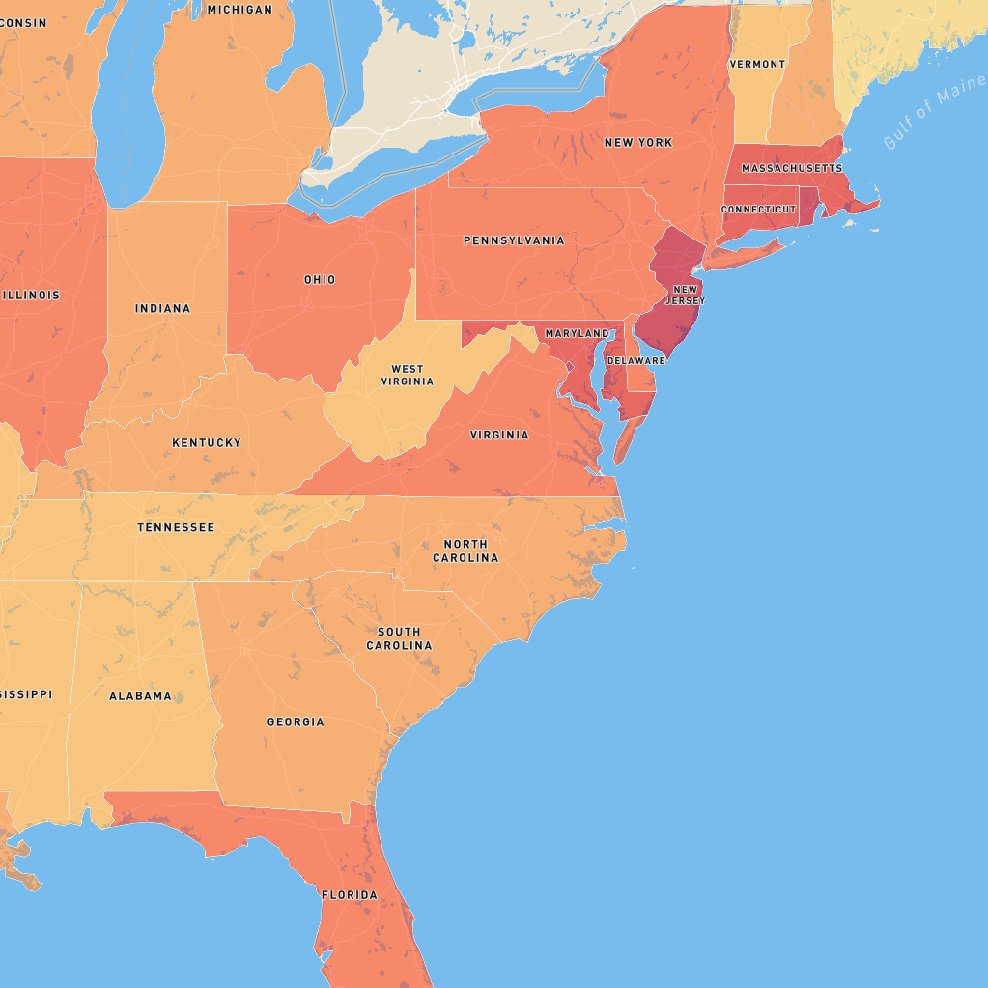 MICHIGAN
CONSIN
VERMONT
Gulf of Maine
NEW YORK
MASSACHUSETTS
CONNECTICUT
PENNSYLVANIA
OHIO
NEW
JERSEY
ILLINOIS
INDIANA
MARYLAND
DELAWARE
WEST
VIRGINIA
VIRGINIA
KENTUCKY
TENNESSEE
NORTH
CAROLINA
SOUTH
CAROLINA
SISSIPPI
ALABAMA
GEORGIA
FLORIDA